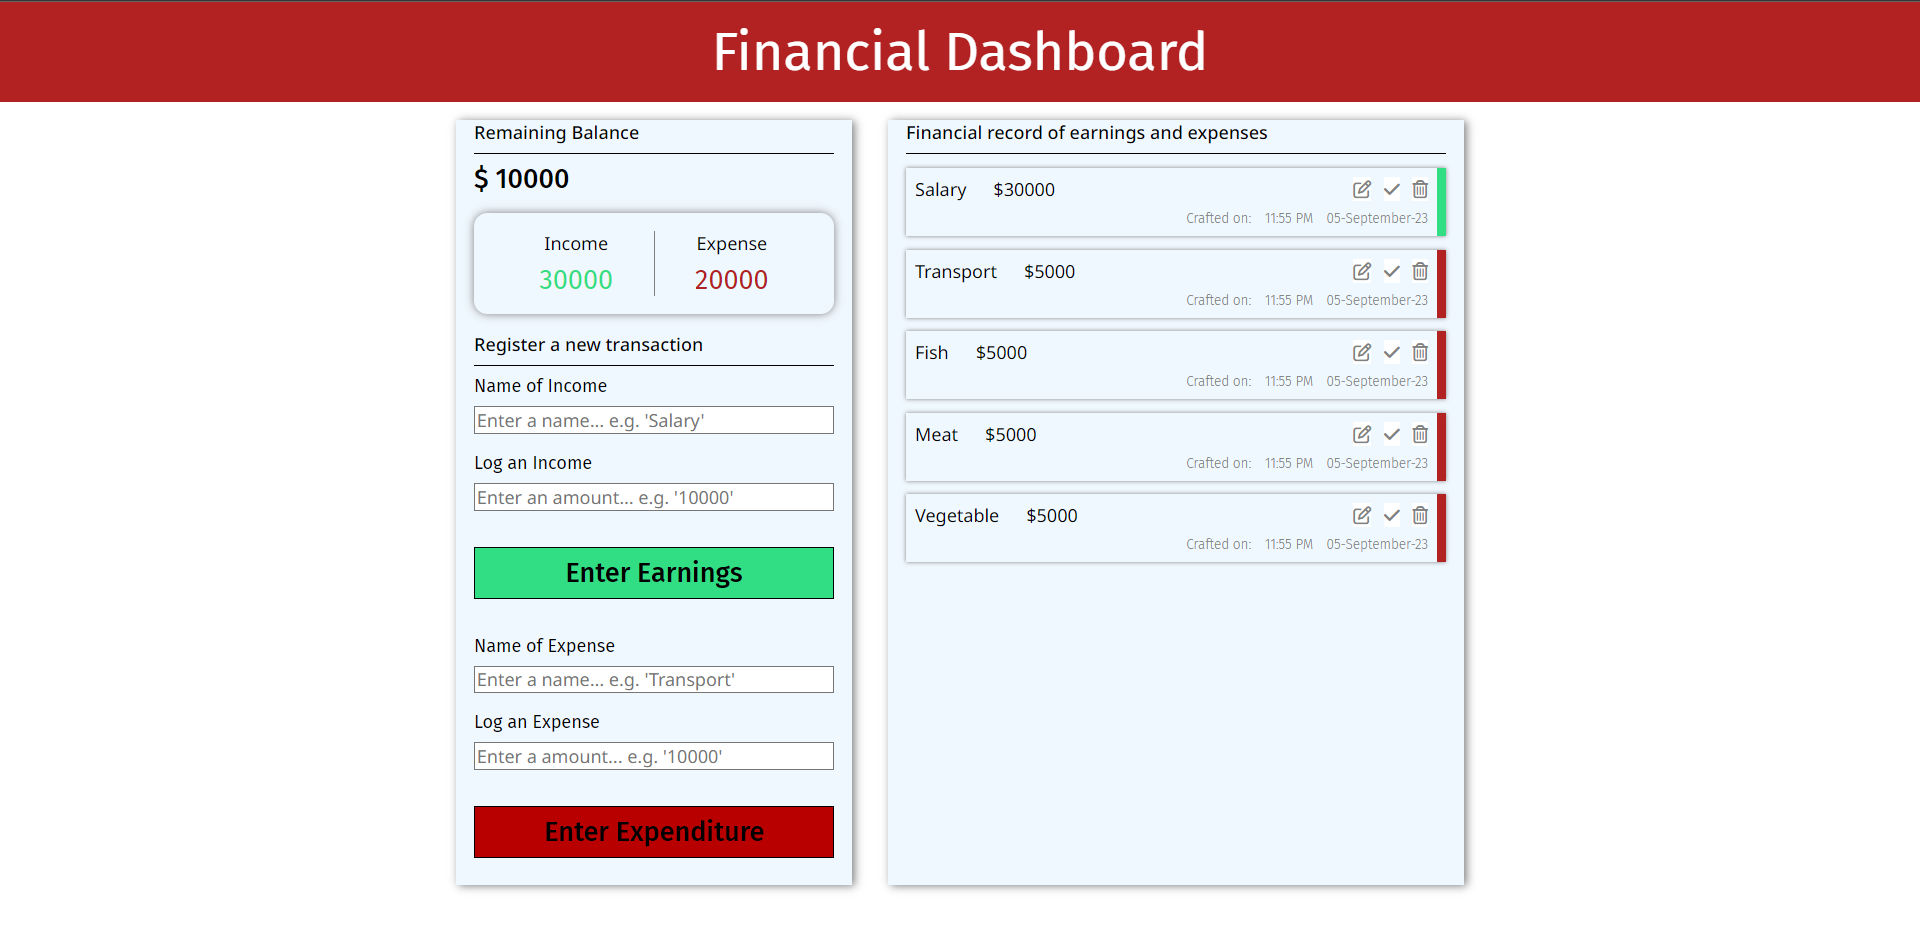 Financial Dashboard
Remaining Balance
$ 10000
Income Expense
30000 20000
Register a new transaction
Name of Income
Enter a name... e.g. 'Salary'
Log an Income
Enter an amount... e.g. '10000'
Enter Earnings
Name of Expense
Enter a name... e.g. 'Transport'
Log an Expense
Enter a amount... e.g. '10000'
Enter Expenditure
Financial record of earnings and expenses
Salary $30000
Crafted on: 11:55 PM 05-September-23
Transport $5000
Crafted on: 11:55 PM 05-September-23
Fish $5000
Crafted on: 11:55 PM 05-September-23
Meat $5000
Crafted on: 11:55 PM 05-September-23
Vegetable $5000
Crafted on: 11:55 PM 05-September-23